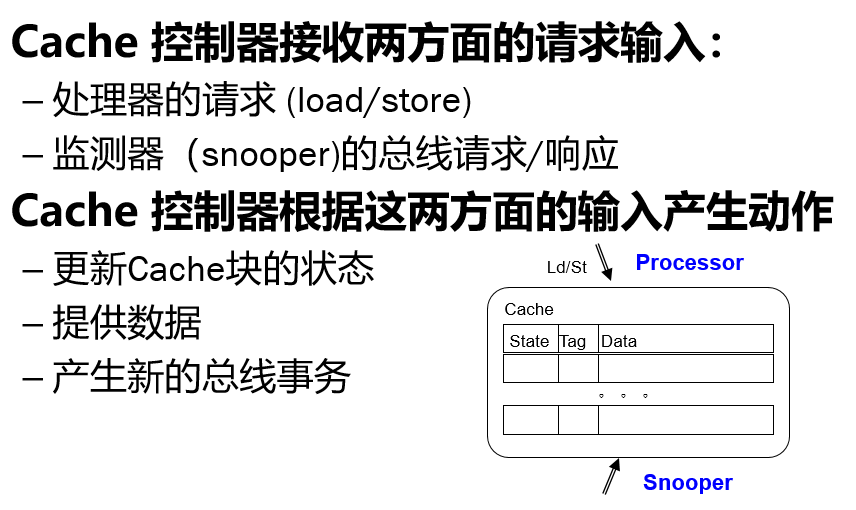 Cache 控制器接收两方面的请求输入：
– 处理器的请求 (load/store)
– 监测器（snooper)的总线请求/响应
Cache 控制器根据这两方面的输入产生动作
– 更新Cache块的状态
– 提供数据
– 产生新的总线事务
Ld/St
Processor
Cache
State Tag Data
Snooper